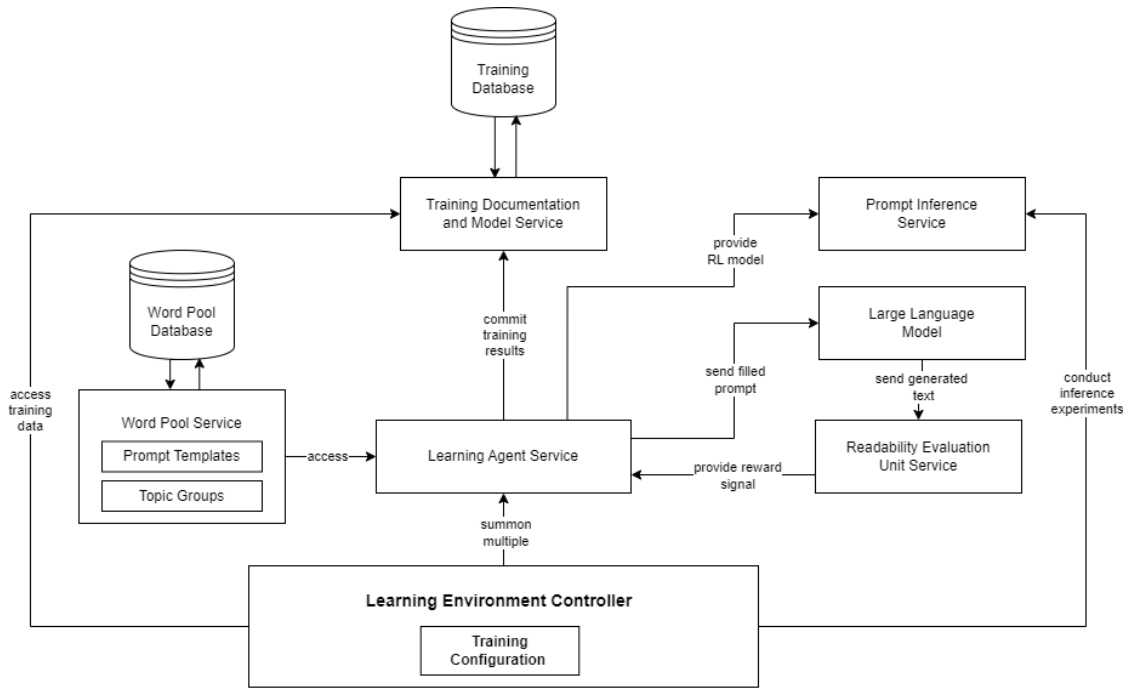 Training
Database
Training Documentation
and Model Service
Prompt Inference
Service
provide
RL model
Word Pool
Database
commit
training
results
Large Language
Model
send filled
prompt
send generated
text
access
training
data
conduct
inference
experiments
Word Pool Service
Prompt Templates
Topic Groups
access
Learning Agent Service
provide reward
signal
Readability Evaluation
Unit Service
summon
multiple
Learning Environment Controller
Training
Configuration